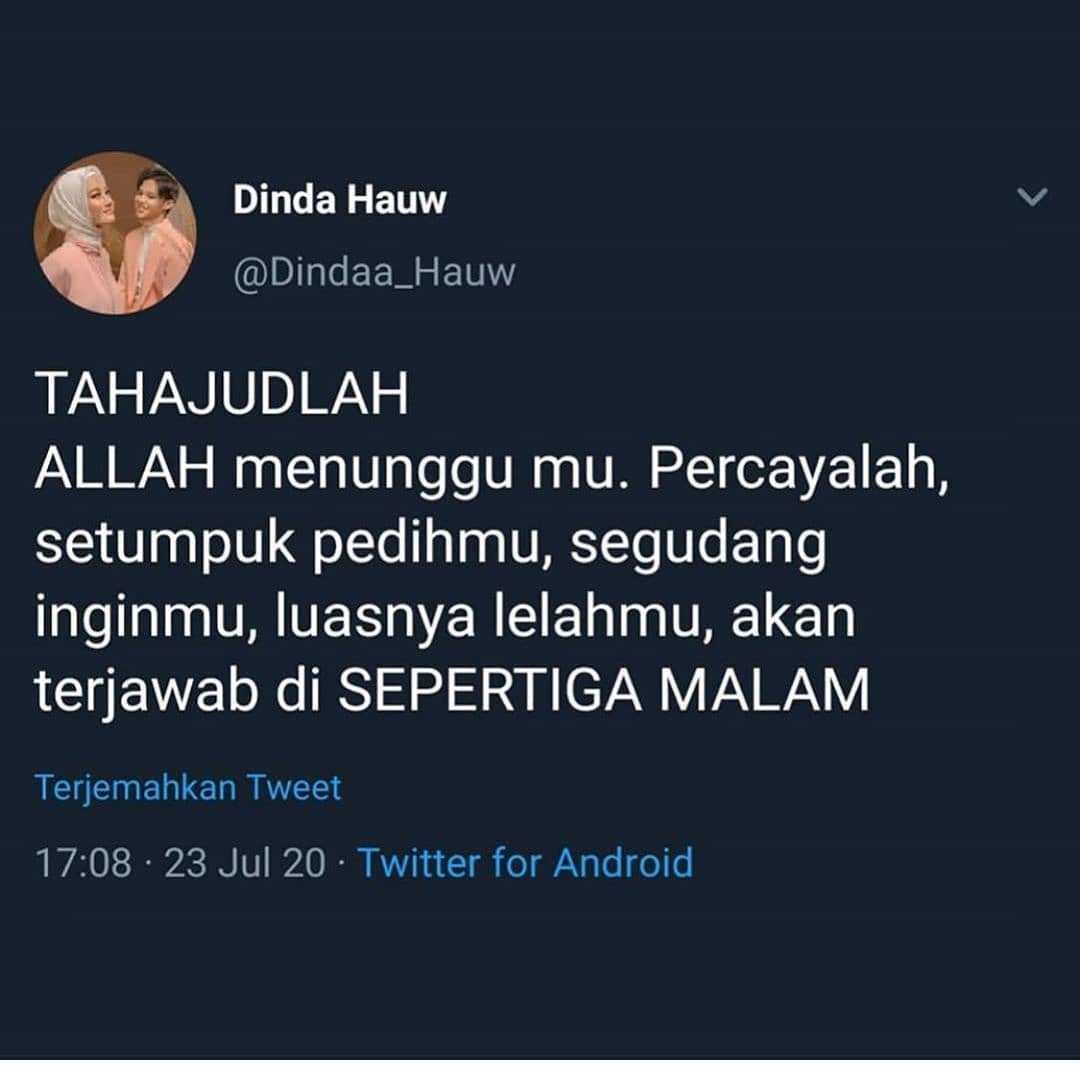 Dinda Hauw
@Dindaa_Hauw
TAHAJUDLAH
ALLAH menunggu mu. Percayalah,
setumpuk pedihmu, segudang
inginmu, luasnya lelahmu, akan
terjawab di SEPERTIGA MALAM
Terjemahkan Tweet
17:08 · 23 Jul 20 · Twitter for Android